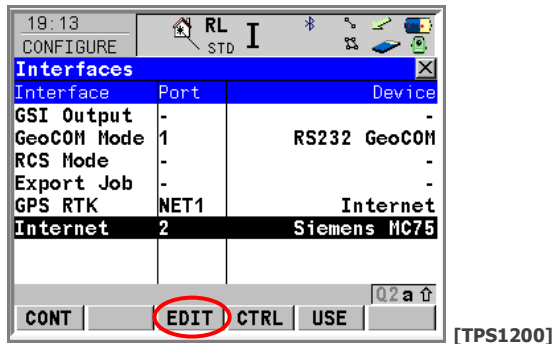 19:13
CONFIGURE
RL
STD
I
Interfaces
Interface Port Device
GSI Output - -
GeoCOM Mode 1 RS232 GeoCOM
RCS Mode - -
Export Job - -
GPS RTK NET1 Internet
Internet 2 Siemens MC75
Q2 a ⇧
CONT EDIT CTRL USE
[TPS1200]